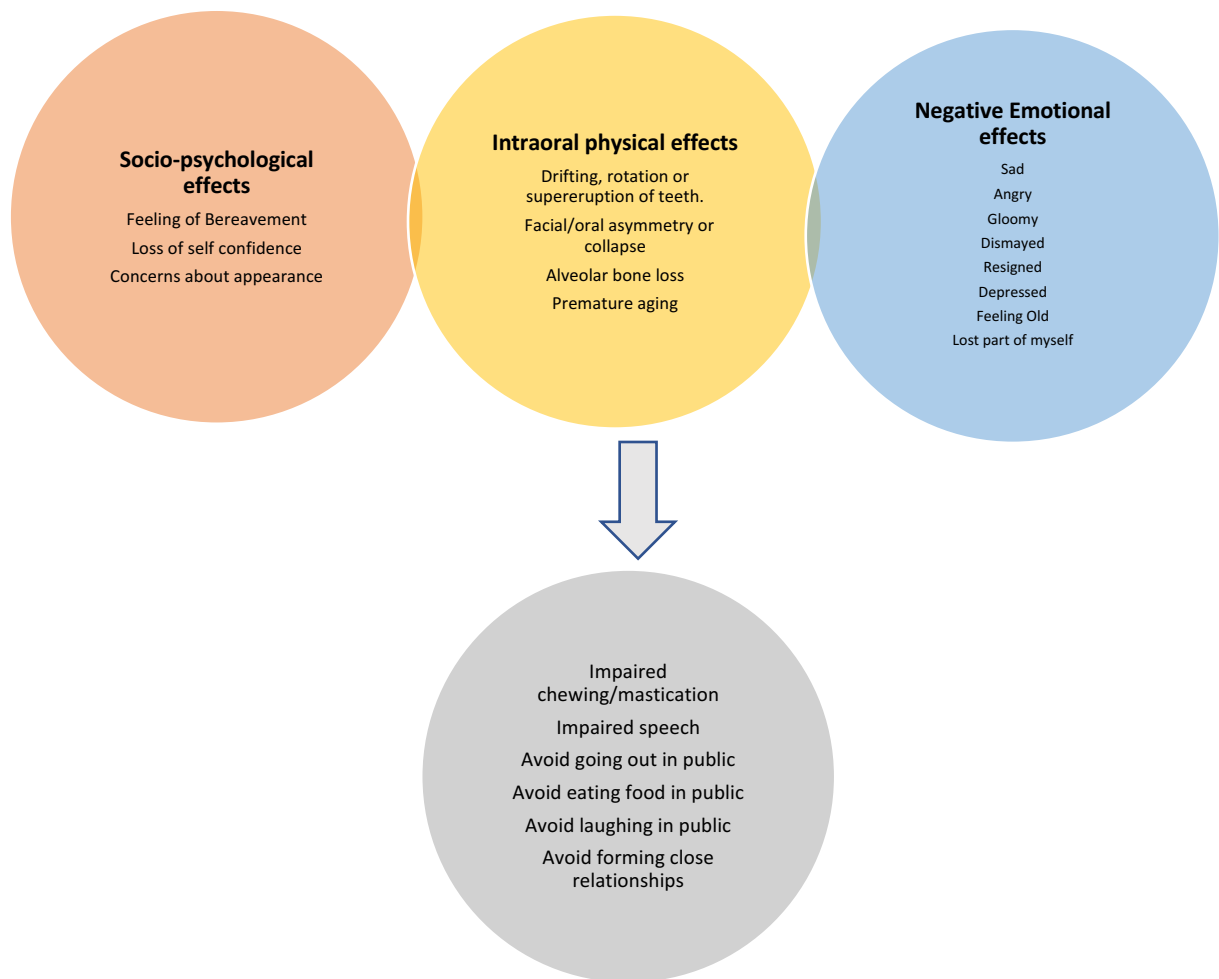 Socio-psychological
effects
Feeling of Bereavement
Loss of self confidence
Concerns about appearance
Intraoral physical effects
Drifting, rotation or
supereruption of teeth.
Facial/oral asymmetry or
collapse
Alveolar bone loss
Premature aging
Negative Emotional
effects
Sad
Angry
Gloomy
Dismayed
Resigned
Depressed
Feeling Old
Lost part of myself
Impaired
chewing/mastication
Impaired speech
Avoid going out in public
Avoid eating food in public
Avoid laughing in public
Avoid forming close
relationships